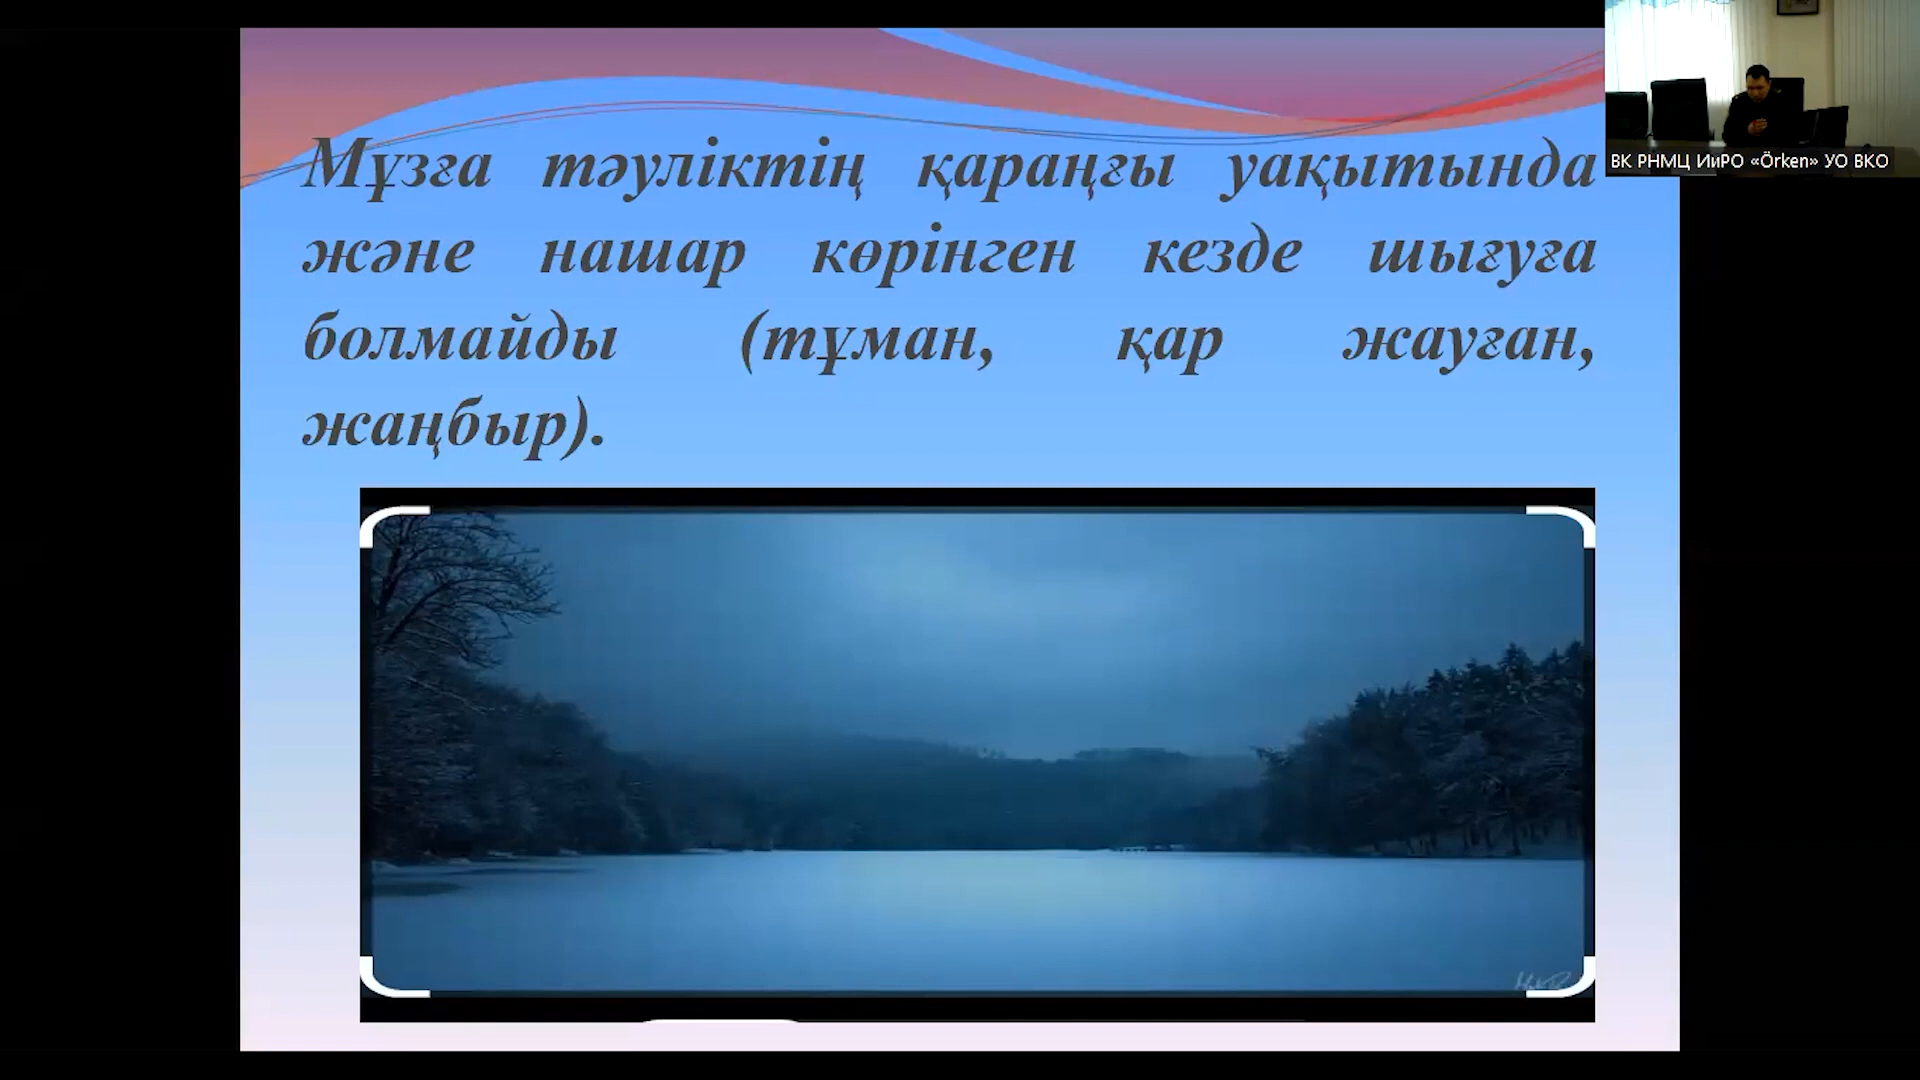 Мұзға тәуліктің қараңғы уақытында
және нашар көрінген кезде шығуға
болмайды (тұман, қар жауған,
жаңбыр).
ВК РНМЦ ИиРО «Örken» УО ВКО